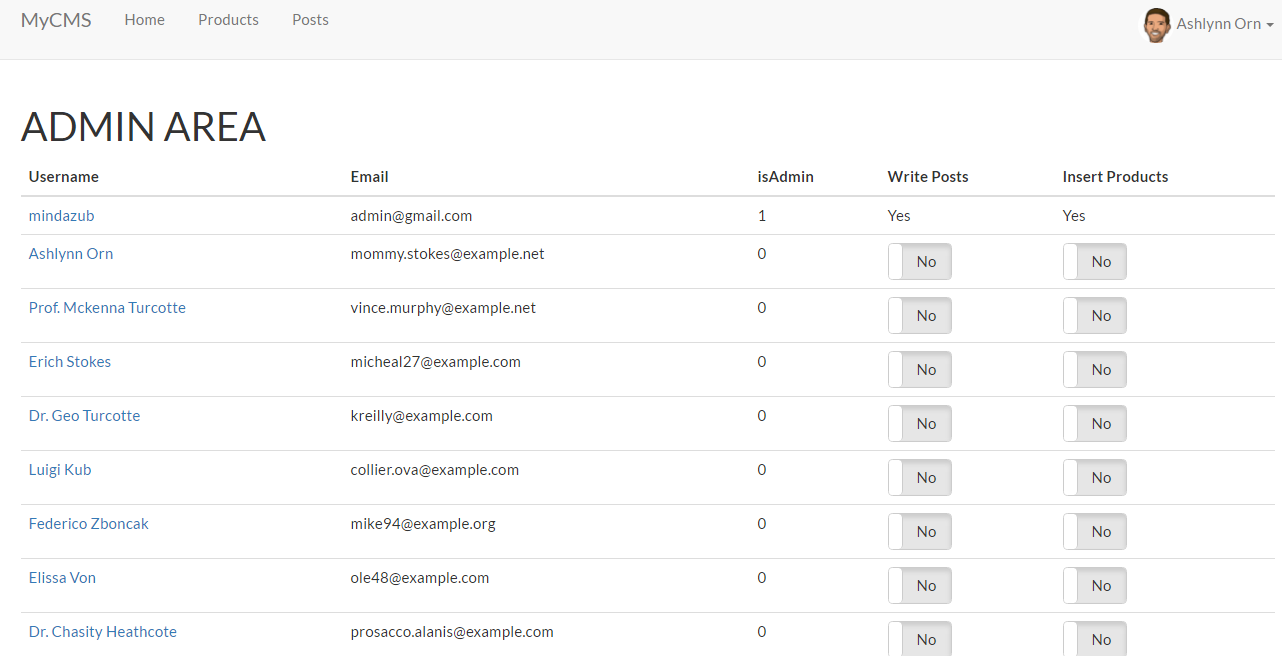 MyCMS Home Products Posts Ashlynn Orn
ADMIN AREA
Username Email isAdmin Write Posts Insert Products
mindazub admin@gmail.com 1 Yes Yes
Ashlynn Orn mommy.stokes@example.net 0 No No
Prof. Mckenna Turcotte vince.murphy@example.net 0 No No
Erich Stokes micheal27@example.com 0 No No
Dr. Geo Turcotte kreilly@example.com 0 No No
Luigi Kub collier.ova@example.com 0 No No
Federico Zboncak mike94@example.org 0 No No
Elissa Von ole48@example.com 0 No No
Dr. Chasity Heathcote prosacco.alanis@example.com 0 No No